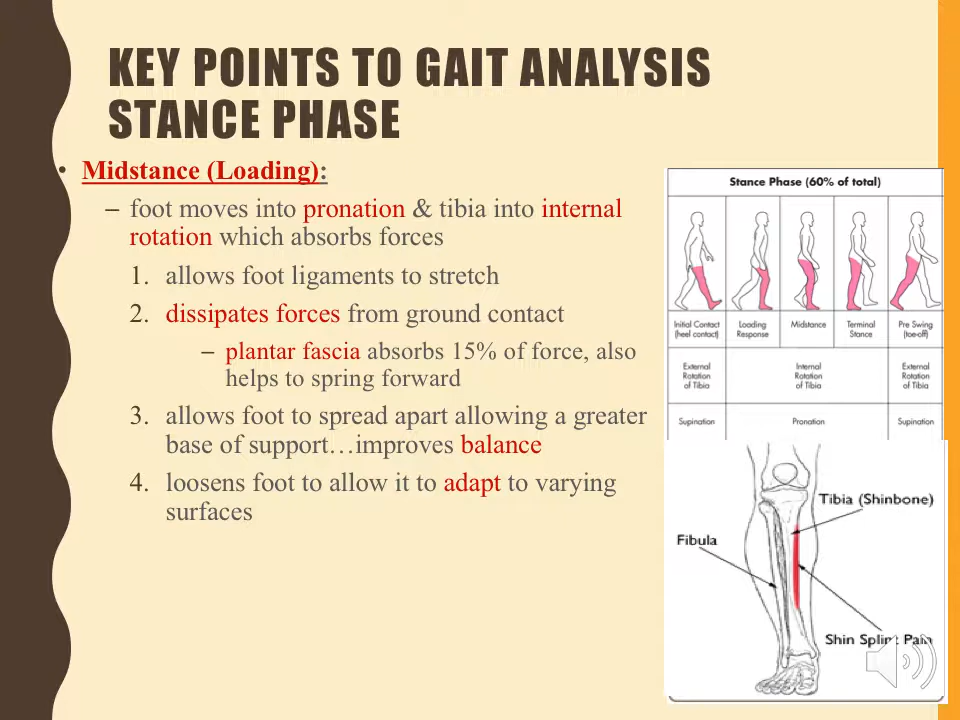 KEY POINTS TO GAIT ANALYSIS
STANCE PHASE
• Midstance (Loading):
– foot moves into pronation & tibia into internal
rotation which absorbs forces
1. allows foot ligaments to stretch
2. dissipates forces from ground contact
– plantar fascia absorbs 15% of force, also
helps to spring forward
3. allows foot to spread apart allowing a greater
base of support…improves balance
4. loosens foot to allow it to adapt to varying
surfaces
Stance Phase (60% of total)
Initial Contact
(heel contact)
Loading
Response
Midstance
Terminal
Stance
Pre Swing
(toe-off)
External
Rotation
of Tibia
Internal
Rotation
of Tibia
External
Rotation
of Tibia
Supination
Pronation
Supination
Tibia (Shinbone)
Fibula
Shin Splint Pain